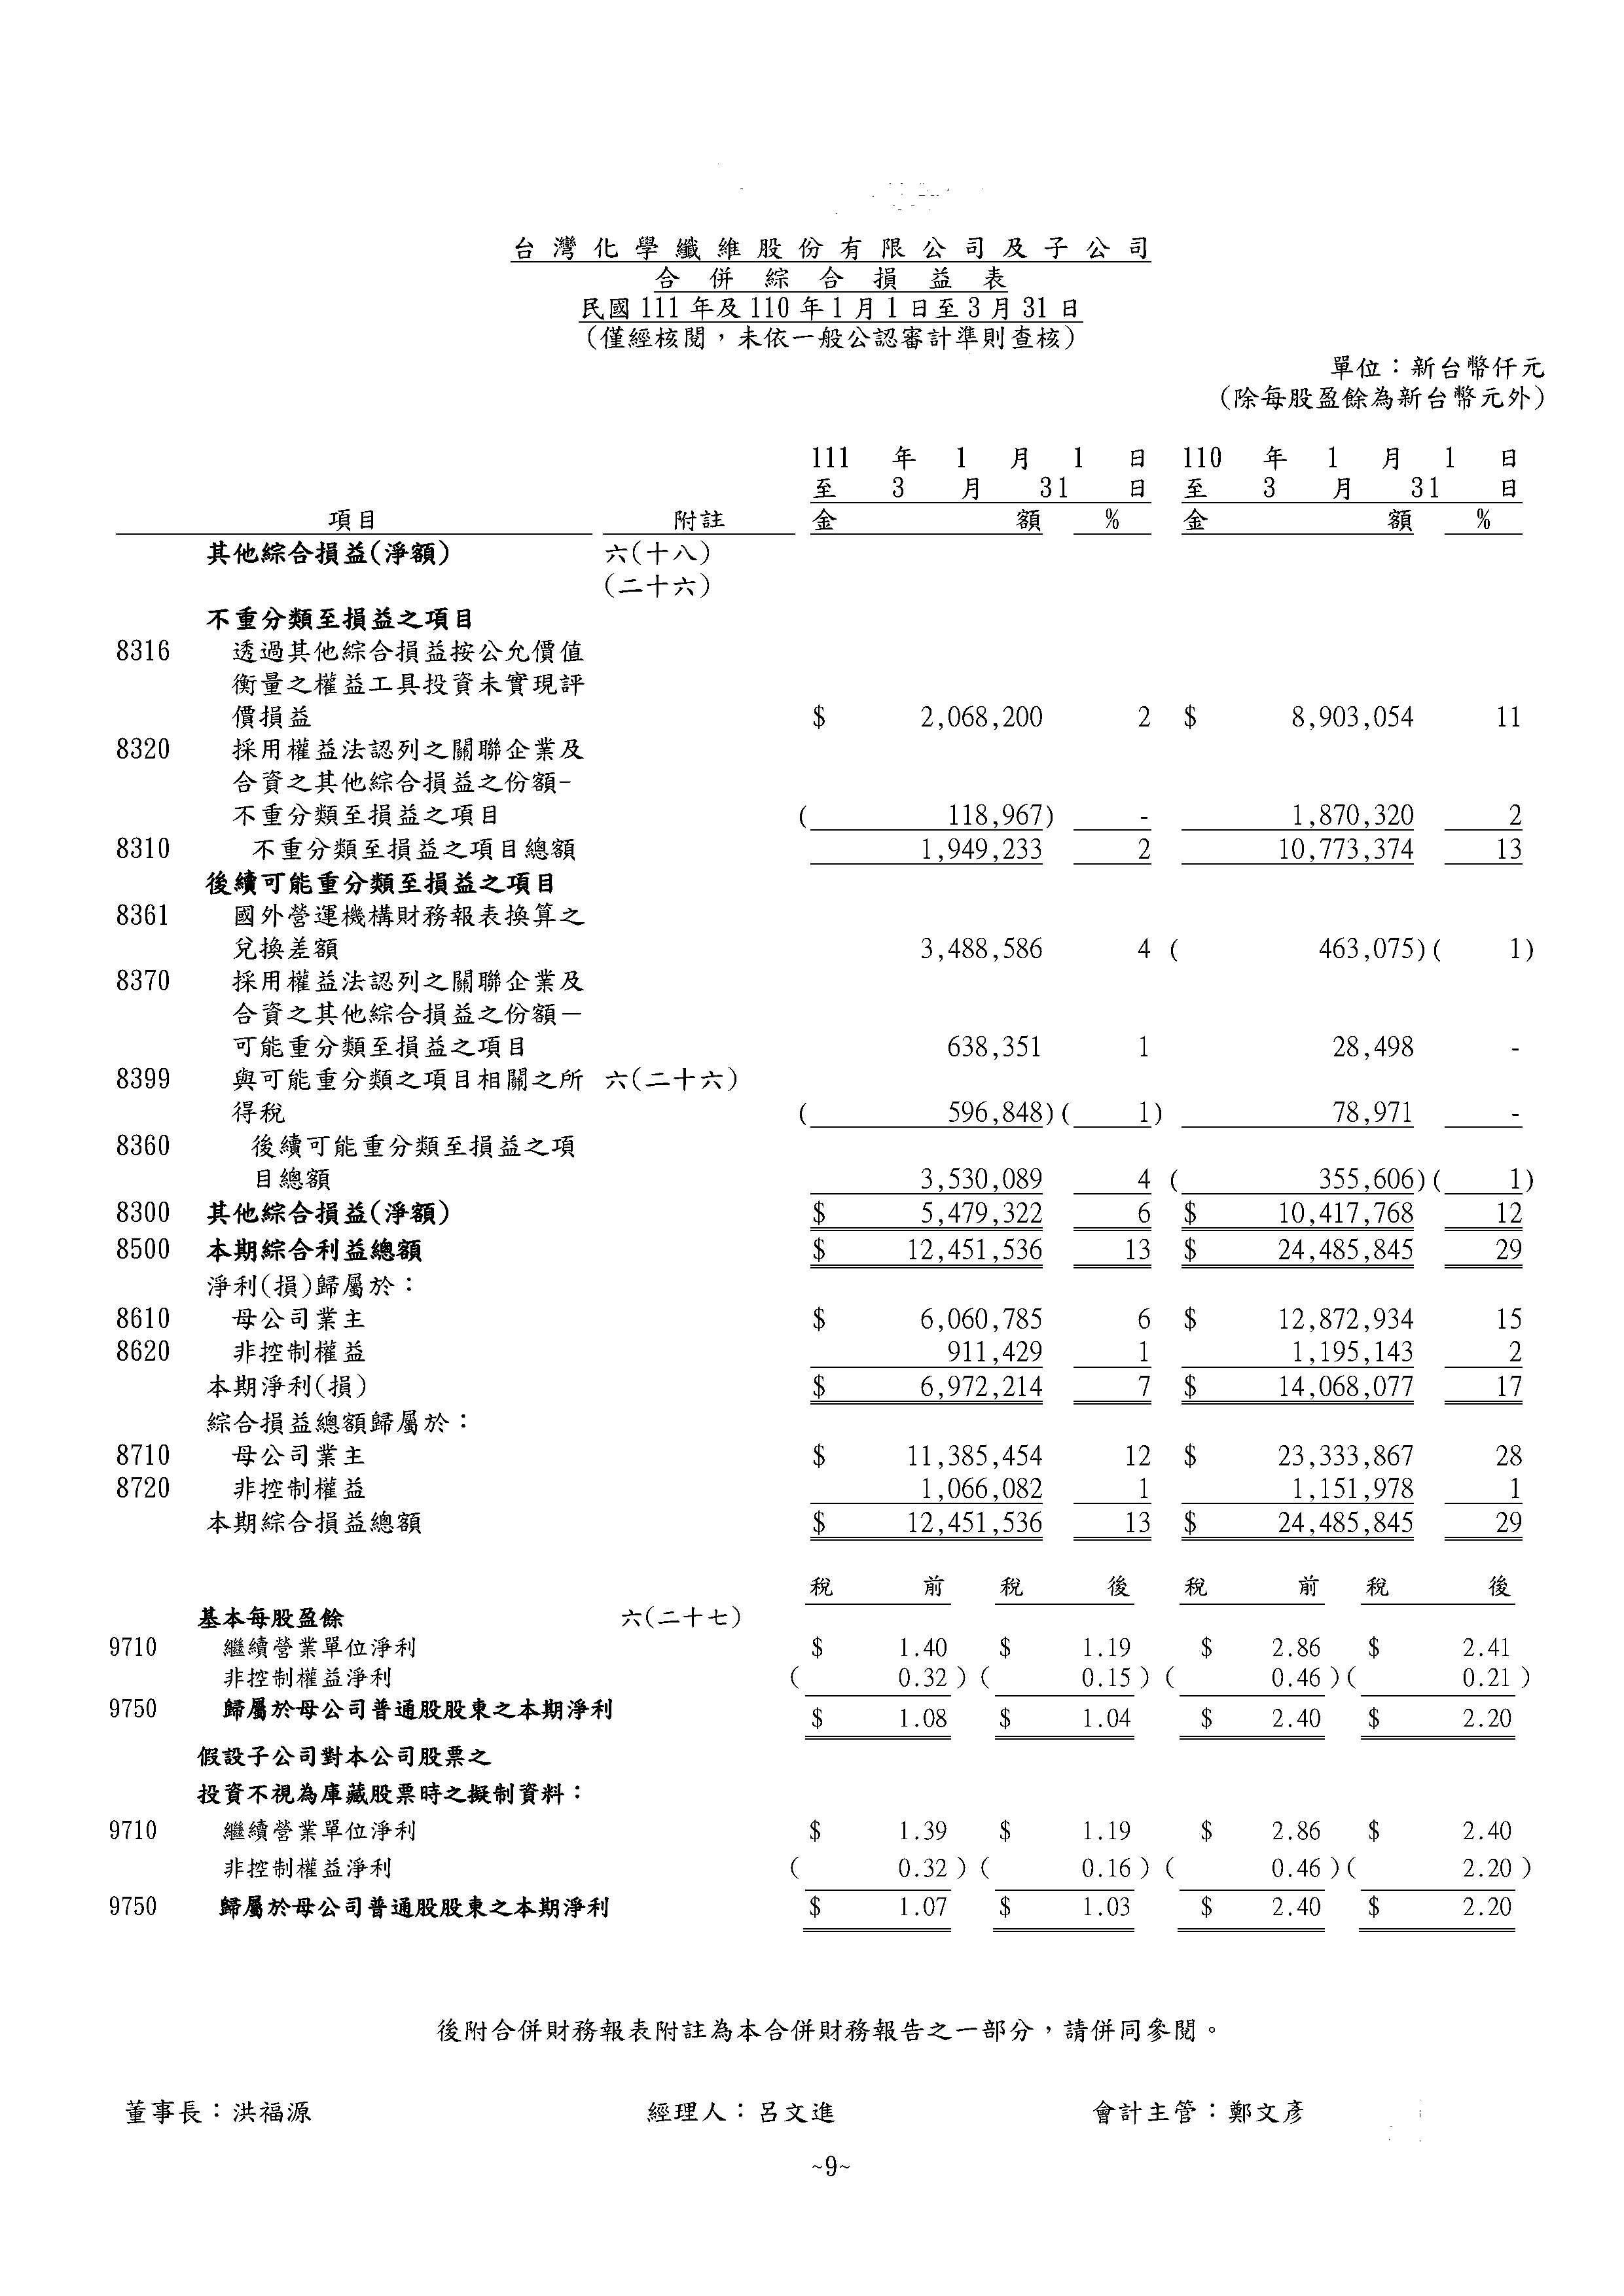 台灣化學纖維股份有限公司及子公司
合併綜合損益表
民國111年及110年1月1日至3月31日
(僅經核閱，未依一般公認審計準則查核)
單位：新台幣仟元
(除每股盈餘為新台幣元外)
111 年 1 月 1 日 110 年 1 月 1 日
至 3 月 31 日 至 3 月 31 日
項目 附註 金 額 % 金 額 %
其他綜合損益(淨額) 六(十八)
(二十六)
不重分類至損益之項目
8316 透過其他綜合損益按公允價值
衡量之權益工具投資未實現評
價損益 $ 2,068,200 2 $ 8,903,054 11
8320 採用權益法認列之關聯企業及
合資之其他綜合損益之份額-
不重分類至損益之項目 ( 118,967) - 1,870,320 2
8310 不重分類至損益之項目總額 1,949,233 2 10,773,374 13
後續可能重分類至損益之項目
8361 國外營運機構財務報表換算之
兌換差額 3,488,586 4 ( 463,075)( 1)
8370 採用權益法認列之關聯企業及
合資之其他綜合損益之份額－
可能重分類至損益之項目 638,351 1 28,498 -
8399 與可能重分類之項目相關之所 六(二十六)
得稅 ( 596,848)( 1) 78,971 -
8360 後續可能重分類至損益之項
目總額 3,530,089 4 ( 355,606)( 1)
8300 其他綜合損益(淨額) $ 5,479,322 6 $ 10,417,768 12
8500 本期綜合利益總額 $ 12,451,536 13 $ 24,485,845 29
淨利(損)歸屬於：
8610 母公司業主 $ 6,060,785 6 $ 12,872,934 15
8620 非控制權益 911,429 1 1,195,143 2
本期淨利(損) $ 6,972,214 7 $ 14,068,077 17
綜合損益總額歸屬於：
8710 母公司業主 $ 11,385,454 12 $ 23,333,867 28
8720 非控制權益 1,066,082 1 1,151,978 1
本期綜合損益總額 $ 12,451,536 13 $ 24,485,845 29
稅 前 稅 後 稅 前 稅 後
基本每股盈餘 六(二十七)
9710 繼續營業單位淨利 $ 1.40 $ 1.19 $ 2.86 $ 2.41
非控制權益淨利 ( 0.32 ) ( 0.15 ) ( 0.46 ) ( 0.21 )
9750 歸屬於母公司普通股股東之本期淨利 $ 1.08 $ 1.04 $ 2.40 $ 2.20
假設子公司對本公司股票之
投資不視為庫藏股票時之擬制資料：
9710 繼續營業單位淨利 $ 1.39 $ 1.19 $ 2.86 $ 2.40
非控制權益淨利 ( 0.32 ) ( 0.16 ) ( 0.46 ) ( 2.20 )
9750 歸屬於母公司普通股股東之本期淨利 $ 1.07 $ 1.03 $ 2.40 $ 2.20
後附合併財務報表附註為本合併財務報告之一部分，請併同參閱。
董事長：洪福源 經理人：呂文進 會計主管：鄭文彥
~9~